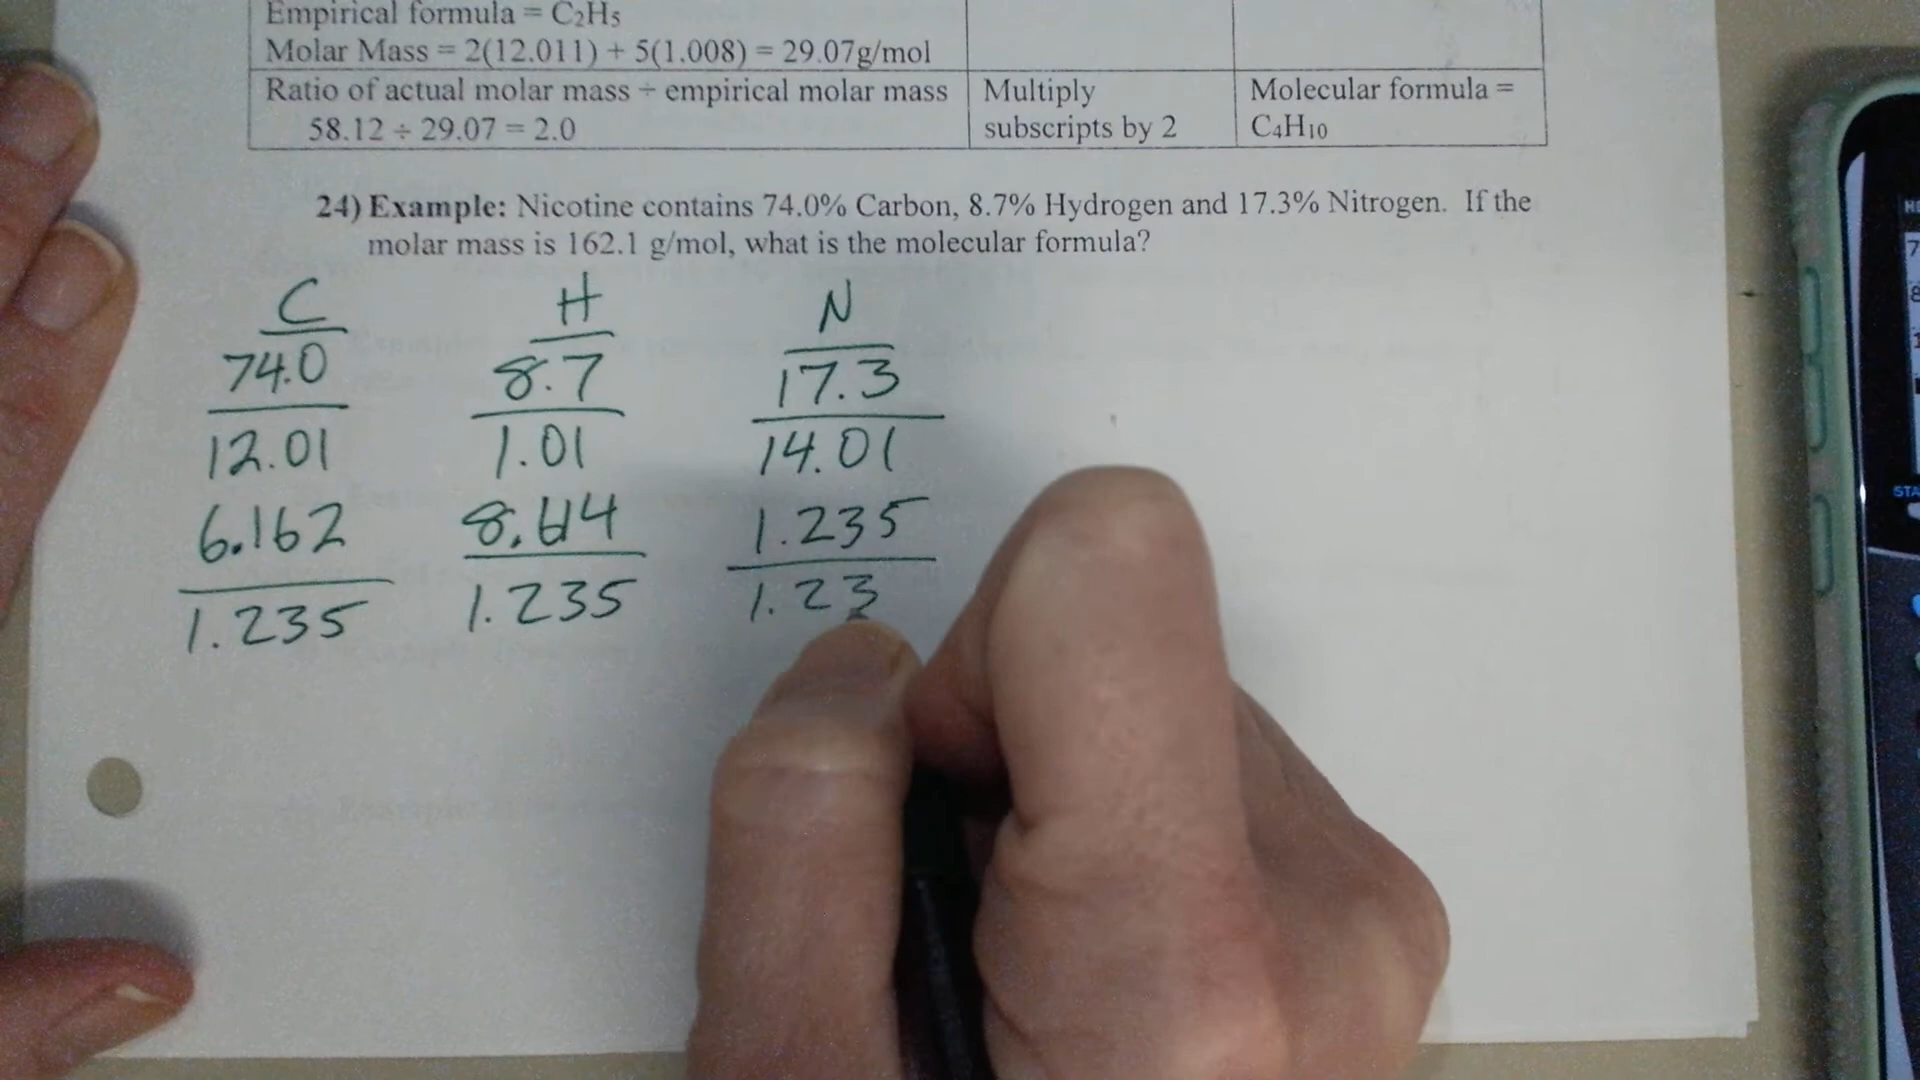 Empirical formula = C₂H₅
Molar Mass = 2(12.011) + 5(1.008) = 29.07g/mol
Ratio of actual molar mass ÷ empirical molar mass
58.12 ÷ 29.07 = 2.0
Multiply
subscripts by 2
Molecular formula =
C₄H₁₀
24) Example: Nicotine contains 74.0% Carbon, 8.7% Hydrogen and 17.3% Nitrogen. If the
molar mass is 162.1 g/mol, what is the molecular formula?
C H N
74.0 8.7 17.3
12.01 1.01 14.01
6.162 8.614 1.235
1.235 1.235 1.23